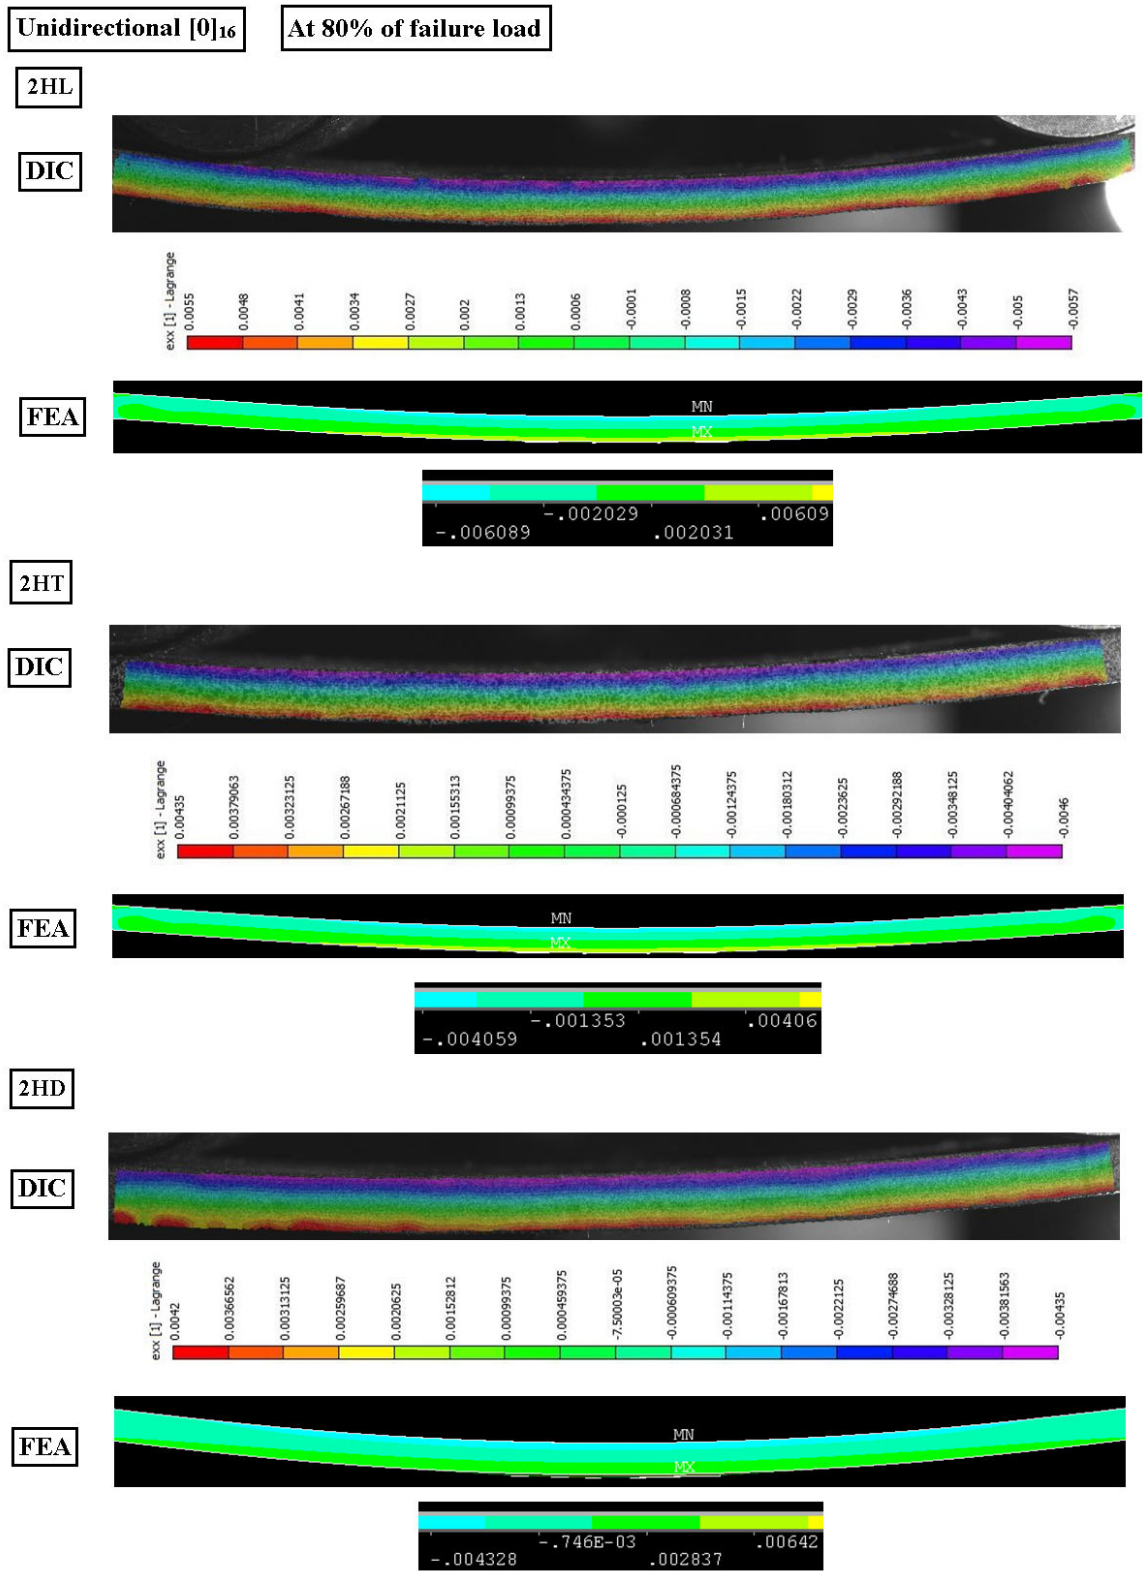 Unidirectional [0]16 At 80% of failure load
2HL
DIC
exx [1] - Lagrange
0.0055
0.0048
0.0041
0.0034
0.0027
0.002
0.0013
0.0006
-0.0001
-0.0008
-0.0015
-0.0022
-0.0029
-0.0036
-0.0043
-0.005
-0.0057
FEA
MN
MX
-.002029 .00609
-.006089 .002031
2HT
DIC
exx [1] - Lagrange
0.00435
0.00379063
0.00323125
0.00267188
0.0021125
0.00155313
0.00099375
0.000434375
-0.000125
-0.000684375
-0.00124375
-0.00180312
-0.0023625
-0.00292188
-0.00348125
-0.00404062
-0.0046
FEA
MN
MX
-.001353 .00406
-.004059 .001354
2HD
DIC
exx [1] - Lagrange
0.0042
0.00366562
0.00313125
0.00259687
0.0020625
0.00152812
0.00099375
0.000459375
-7.50003e-05
-0.000609375
-0.00114375
-0.00167813
-0.0022125
-0.00274688
-0.00328125
-0.00381563
-0.00435
FEA
MN
MX
-.746E-03 .00642
-.004328 .002837